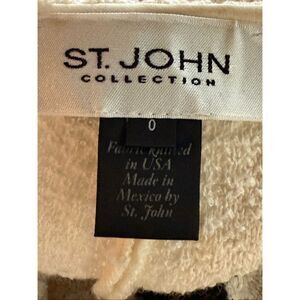 ST. JOHN
COLLECTION
0
Fabric knitted
in USA
Made in
Mexico by
St. John